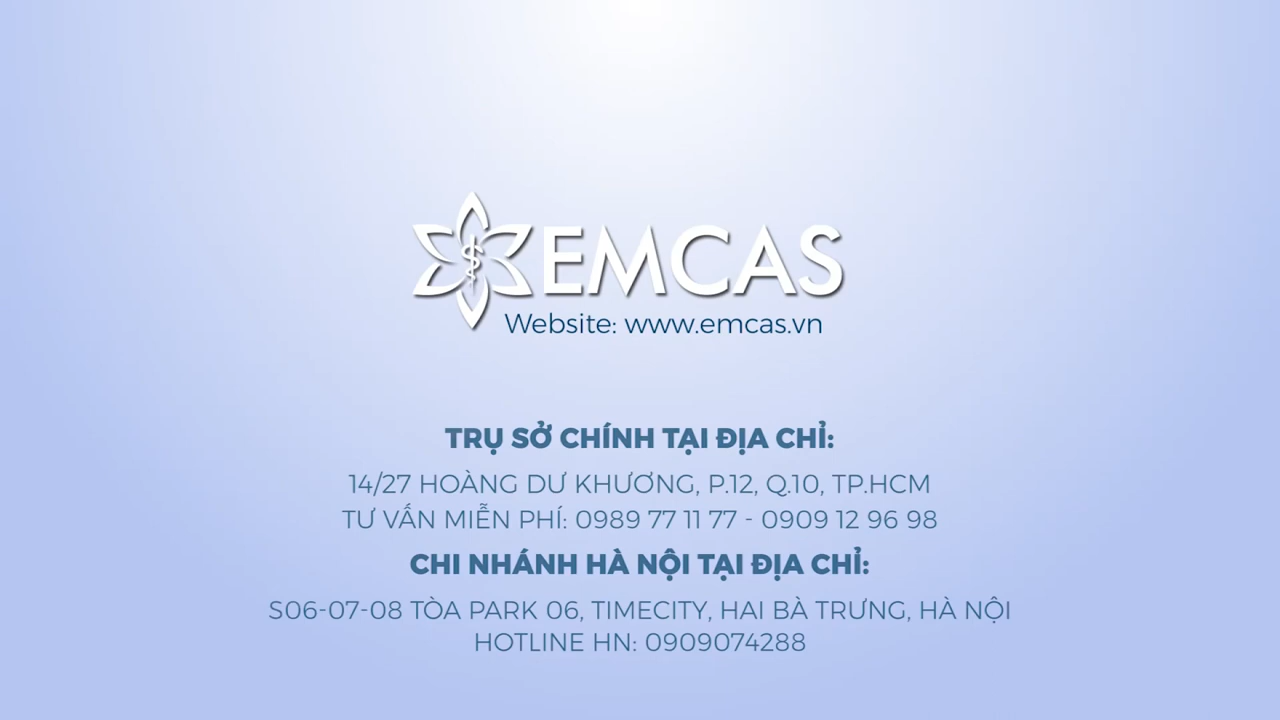 EMCAS
Website: www.emcas.vn
TRỤ SỞ CHÍNH TẠI ĐỊA CHỈ:
14/27 HOÀNG DƯ KHƯƠNG, P.12, Q.10, TP.HCM
TƯ VẤN MIỄN PHÍ: 0989 77 11 77 - 0909 12 96 98
CHI NHÁNH HÀ NỘI TẠI ĐỊA CHỈ:
S06-07-08 TÒA PARK 06, TIMECITY, HAI BÀ TRƯNG, HÀ NỘI
HOTLINE HN: 0909074288